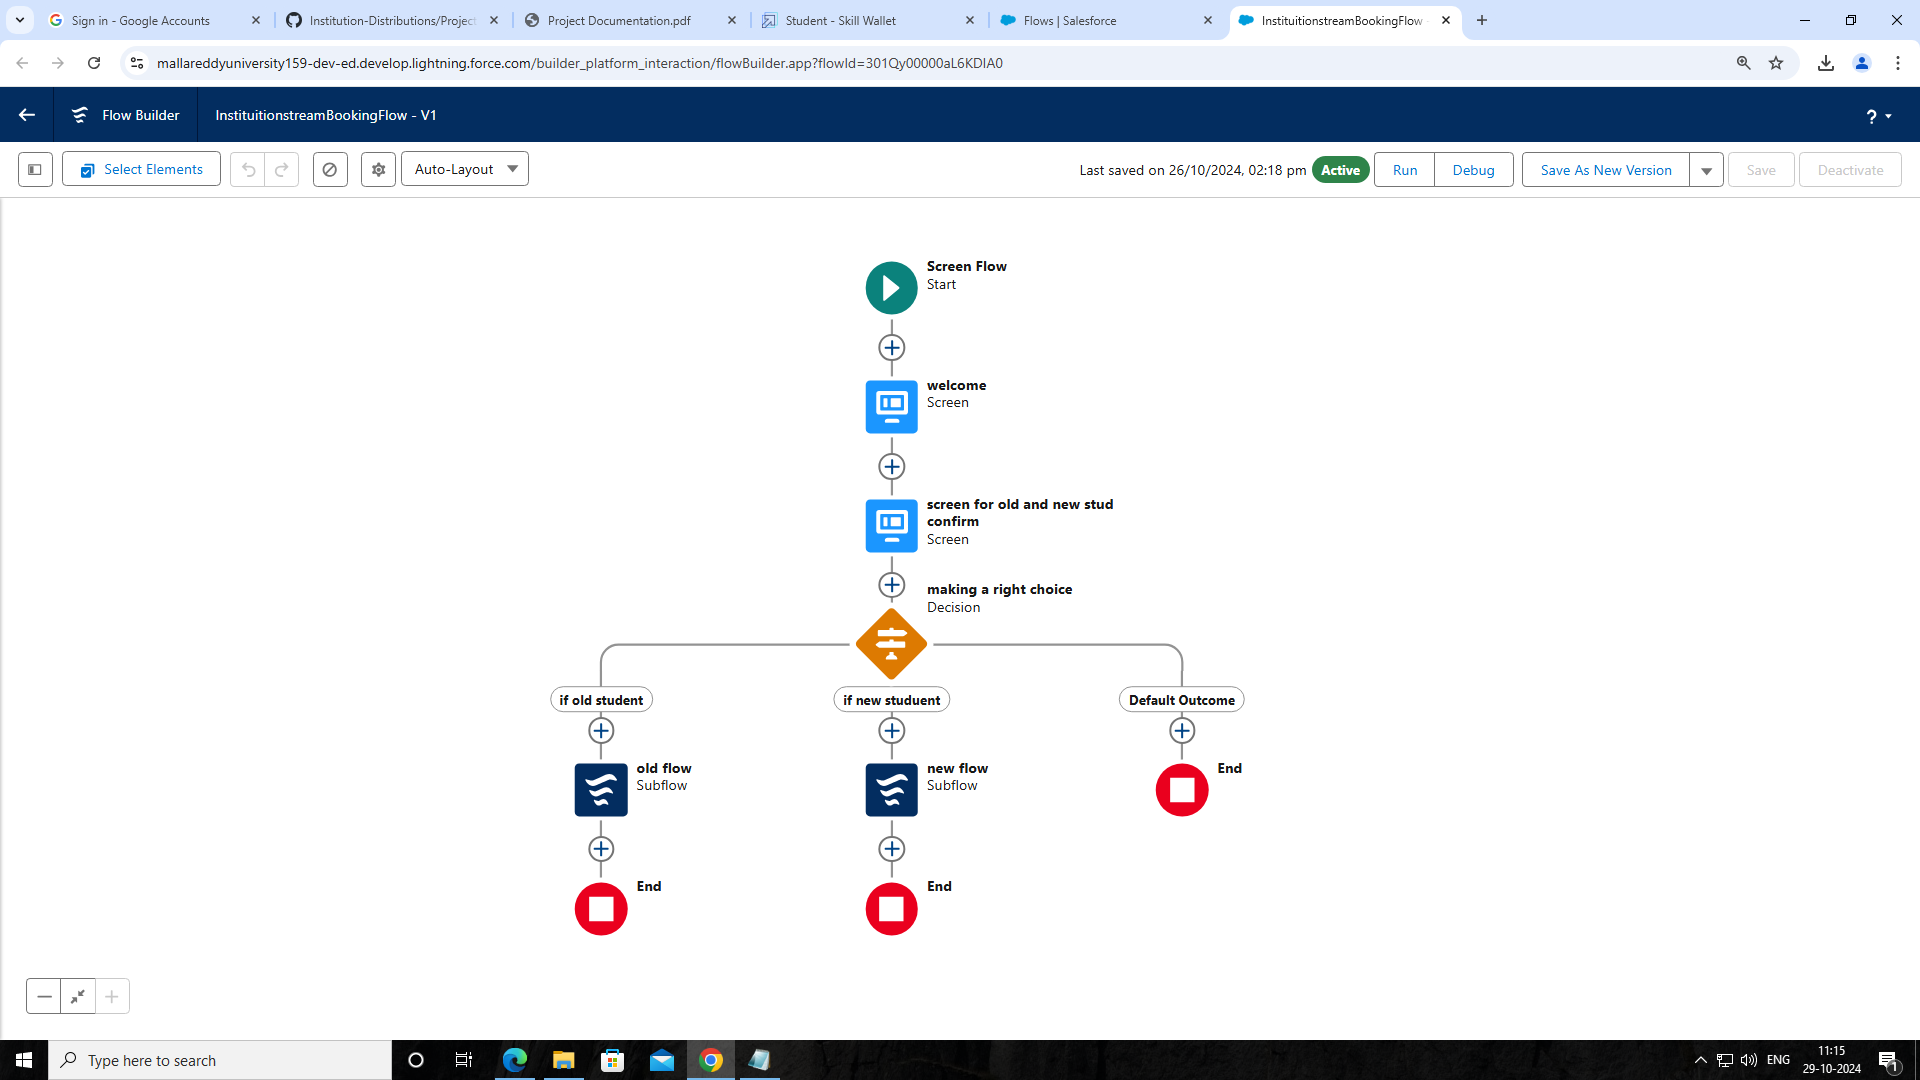 Sign in - Google Accounts
Institution-Distributions/Project
Project Documentation.pdf
Student - Skill Wallet
Flows | Salesforce
InstituitionstreamBookingFlow -
mallareddyuniversity159-dev-ed.develop.lightning.force.com/builder_platform_interaction/flowBuilder.app?flowId=301Qy00000aL6KDIA0
Flow Builder
InstituitionstreamBookingFlow - V1
?
Select Elements
Auto-Layout
Last saved on 26/10/2024, 02:18 pm
Active
Run
Debug
Save As New Version
Save
Deactivate
Screen Flow
Start
welcome
Screen
screen for old and new stud
confirm
Screen
making a right choice
Decision
if old student
if new studuent
Default Outcome
old flow
Subflow
new flow
Subflow
End
End
End
Type here to search
ENG
11:15
29-10-2024
1